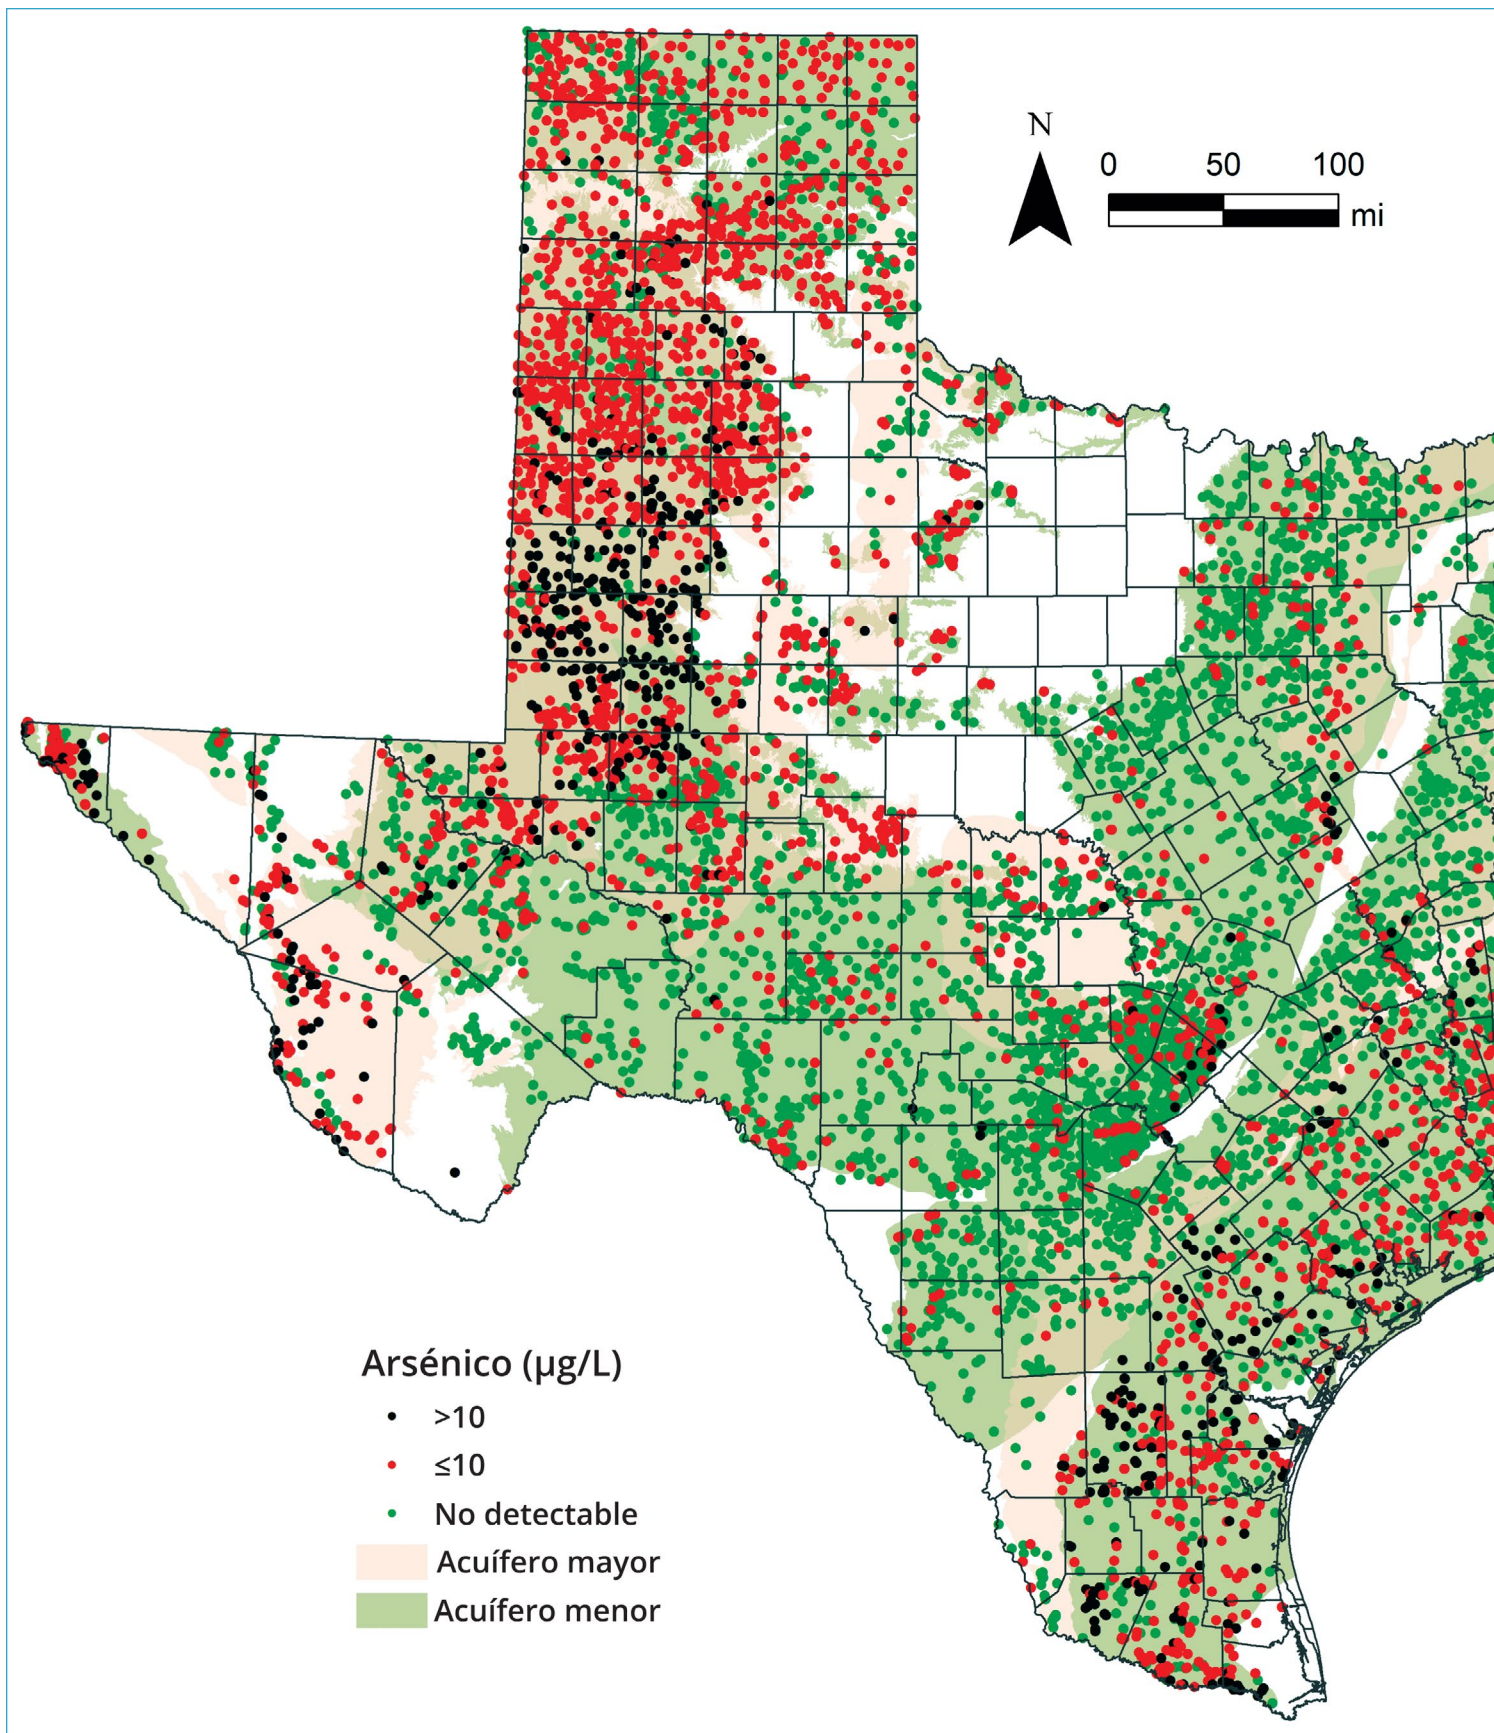 N
0 50 100
mi
Arsénico (µg/L)
>10
≤10
No detectable
Acuífero mayor
Acuífero menor